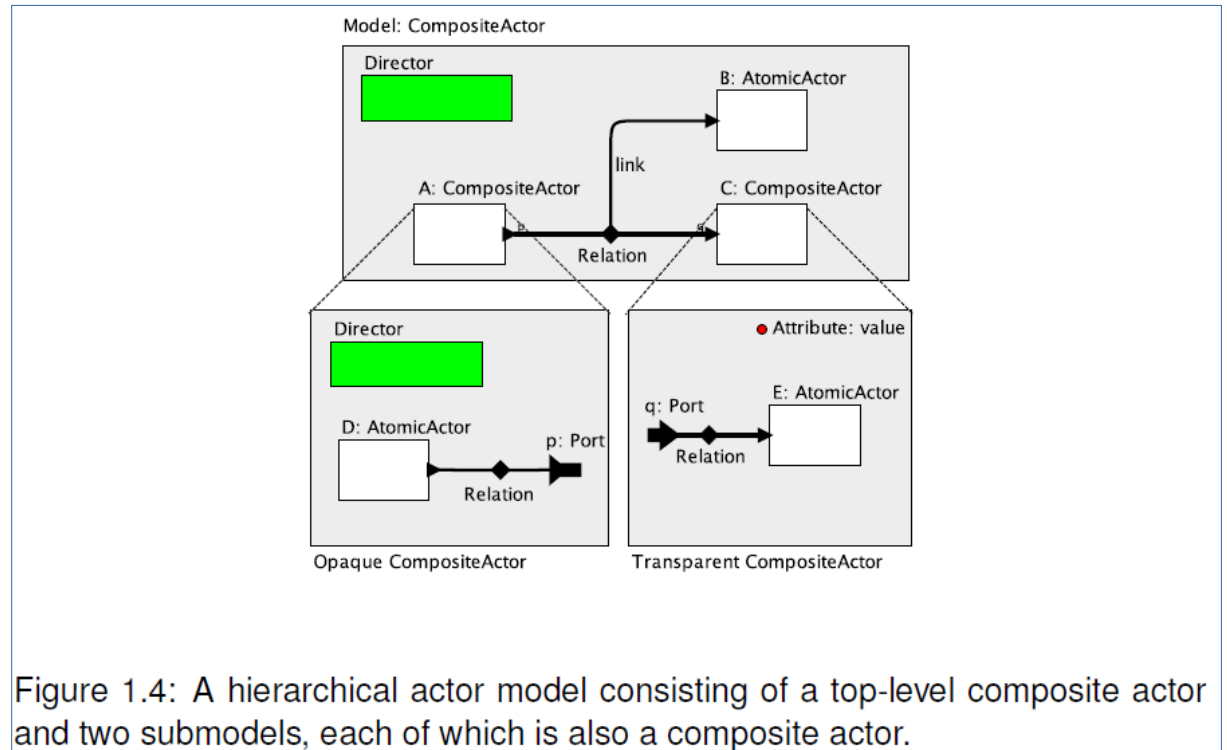 Model: CompositeActor
Director
B: AtomicActor
link
A: CompositeActor
C: CompositeActor
p
q
Relation
Director
Attribute: value
E: AtomicActor
q: Port
D: AtomicActor
p: Port
Relation
Relation
Opaque CompositeActor
Transparent CompositeActor
Figure 1.4: A hierarchical actor model consisting of a top-level composite actor
and two submodels, each of which is also a composite actor.